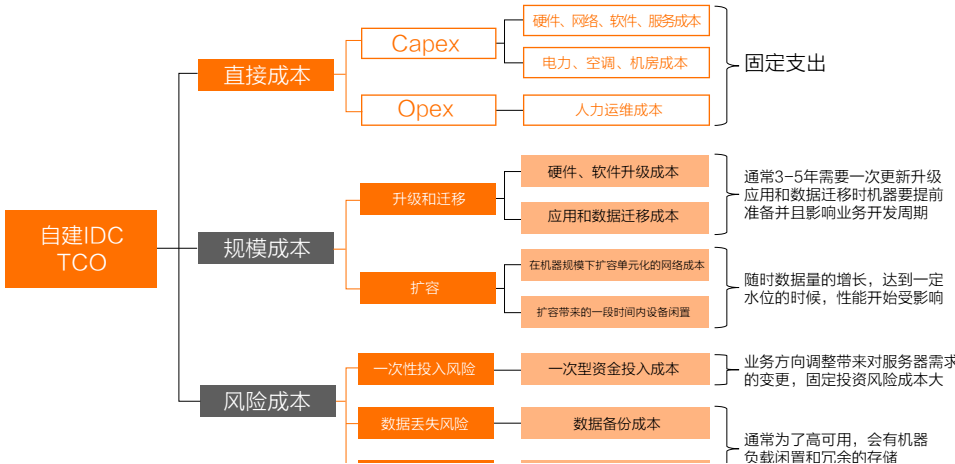 自建IDC
TCO
直接成本
Capex
硬件、网络、软件、服务成本
电力、空调、机房成本
Opex
人力运维成本
固定支出
规模成本
升级和迁移
硬件、软件升级成本
应用和数据迁移成本
通常3-5年需要一次更新升级
应用和数据迁移时机器要提前
准备并且影响业务开发周期
扩容
在机器规模下扩容单元化的网络成本
扩容带来的一段时间内设备闲置
随时数据量的增长，达到一定
水位的时候，性能开始受影响
风险成本
一次性投入风险
一次型资金投入成本
业务方向调整带来对服务器需求
的变更，固定投资风险成本大
数据丢失风险
数据备份成本
通常为了高可用，会有机器
负载闲置和冗余的存储